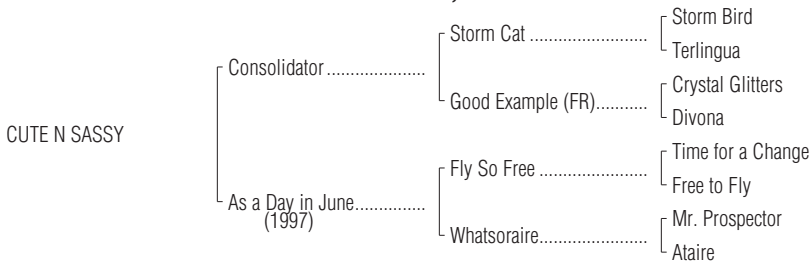 Storm Bird
Storm Cat ........................
Terlingua
Consolidator .....................
Crystal Glitters
Good Example (FR)...........
Divona
CUTE N SASSY
Time for a Change
Fly So Free ......................
Free to Fly
As a Day in June...............
(1997)
Mr. Prospector
Whatsoraire......................
Ataire